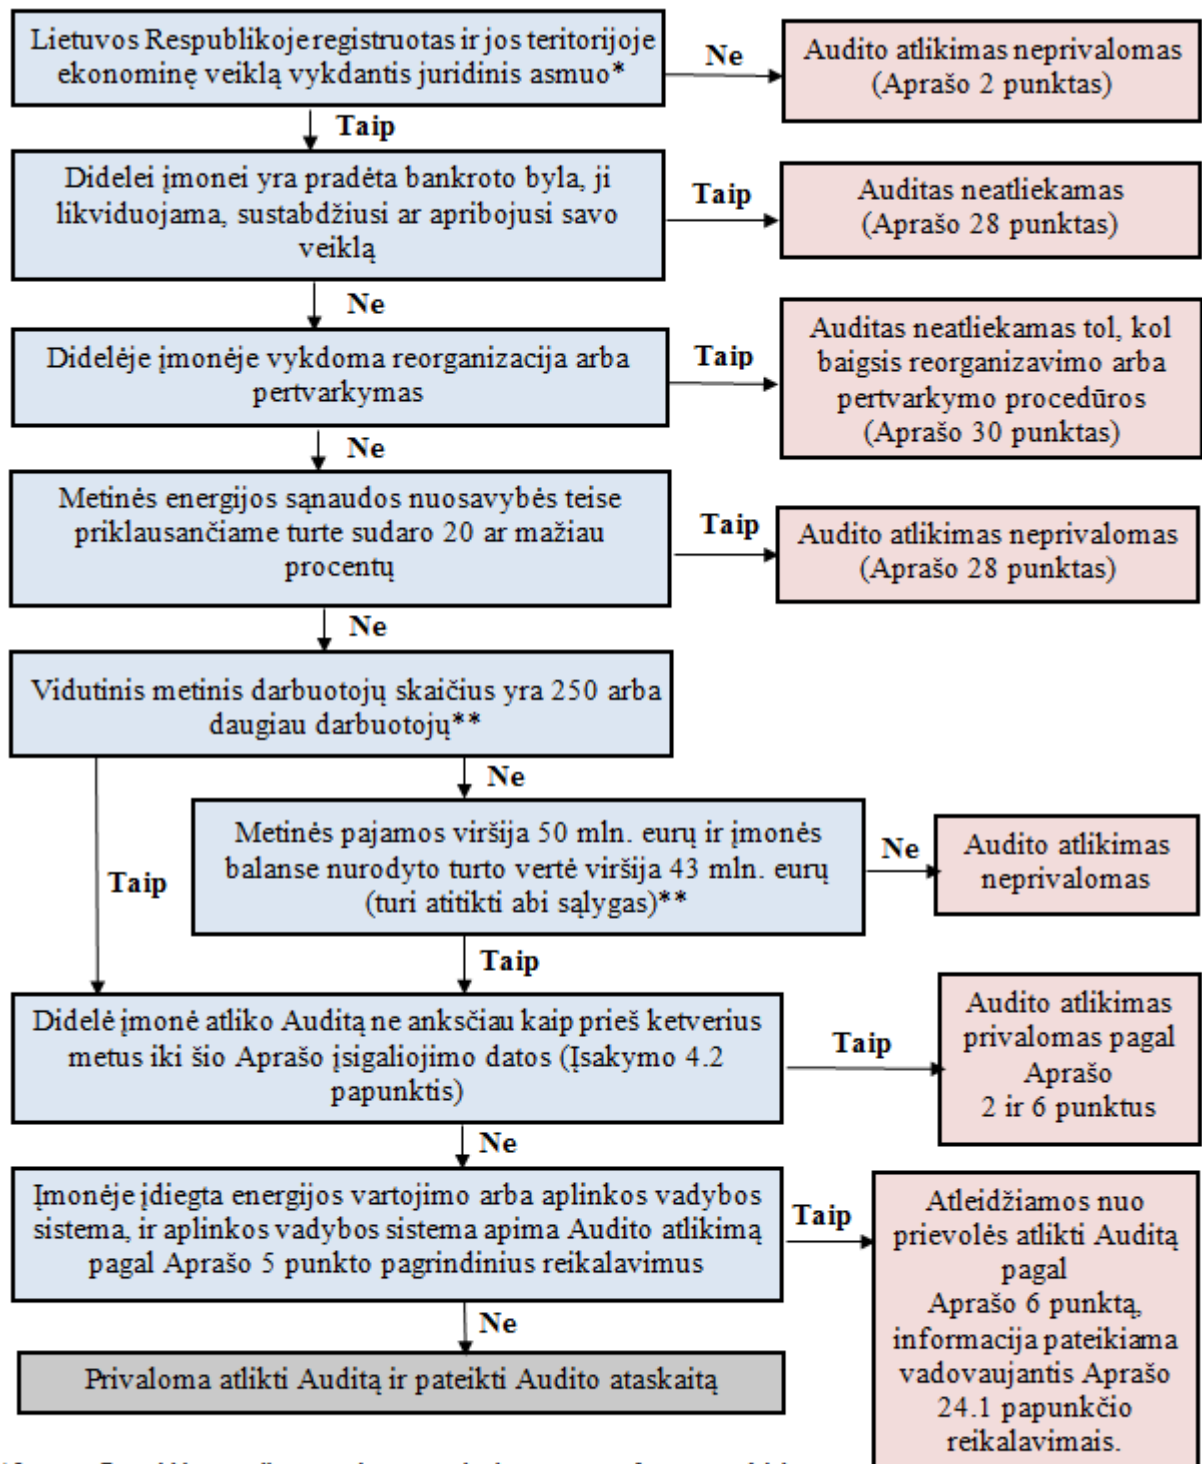 Lietuvos Respublikoje registruotas ir jos teritorijoje
ekonominę veiklą vykdantis juridinis asmuo*
Ne
Audito atlikimas neprivalomas
(Aprašo 2 punktas)
Taip
Didelei įmonei yra pradėta bankroto byla, ji
likviduojama, sustabdžiusi ar apribojusi savo
veiklą
Taip
Auditas neatliekamas
(Aprašo 28 punktas)
Ne
Didelėje įmonėje vykdoma reorganizacija arba
pertvarkymas
Taip
Auditas neatliekamas tol, kol
baigsis reorganizavimo arba
pertvarkymo procedūros
(Aprašo 30 punktas)
Ne
Metinės energijos sąnaudos nuosavybės teise
priklausančiame turte sudaro 20 ar mažiau
procentų
Taip
Audito atlikimas neprivalomas
(Aprašo 28 punktas)
Ne
Vidutinis metinis darbuotojų skaičius yra 250 arba
daugiau darbuotojų**
Ne
Metinės pajamos viršija 50 mln. eurų ir įmonės
balanse nurodyto turto vertė viršija 43 mln. eurų
(turi atitikti abi sąlygas)**
Ne
Audito atlikimas
neprivalomas
Taip
Taip
Didelė įmonė atliko Auditą ne anksčiau kaip prieš ketverius
metus iki šio Aprašo įsigaliojimo datos (Įsakymo 4.2
papunktis)
Taip
Audito atlikimas
privalomas pagal
Aprašo
2 ir 6 punktus
Ne
Įmonėje įdiegta energijos vartojimo arba aplinkos vadybos
sistema, ir aplinkos vadybos sistema apima Audito atlikimą
pagal Aprašo 5 punkto pagrindinius reikalavimus
Taip
Atleidžiamos nuo
prievolės atlikti Auditą
pagal
Aprašo 6 punktą,
informacija pateikiama
vadovaujantis Aprašo
24.1 papunkčio
reikalavimais.
Ne
Privaloma atlikti Auditą ir pateikti Audito ataskaitą